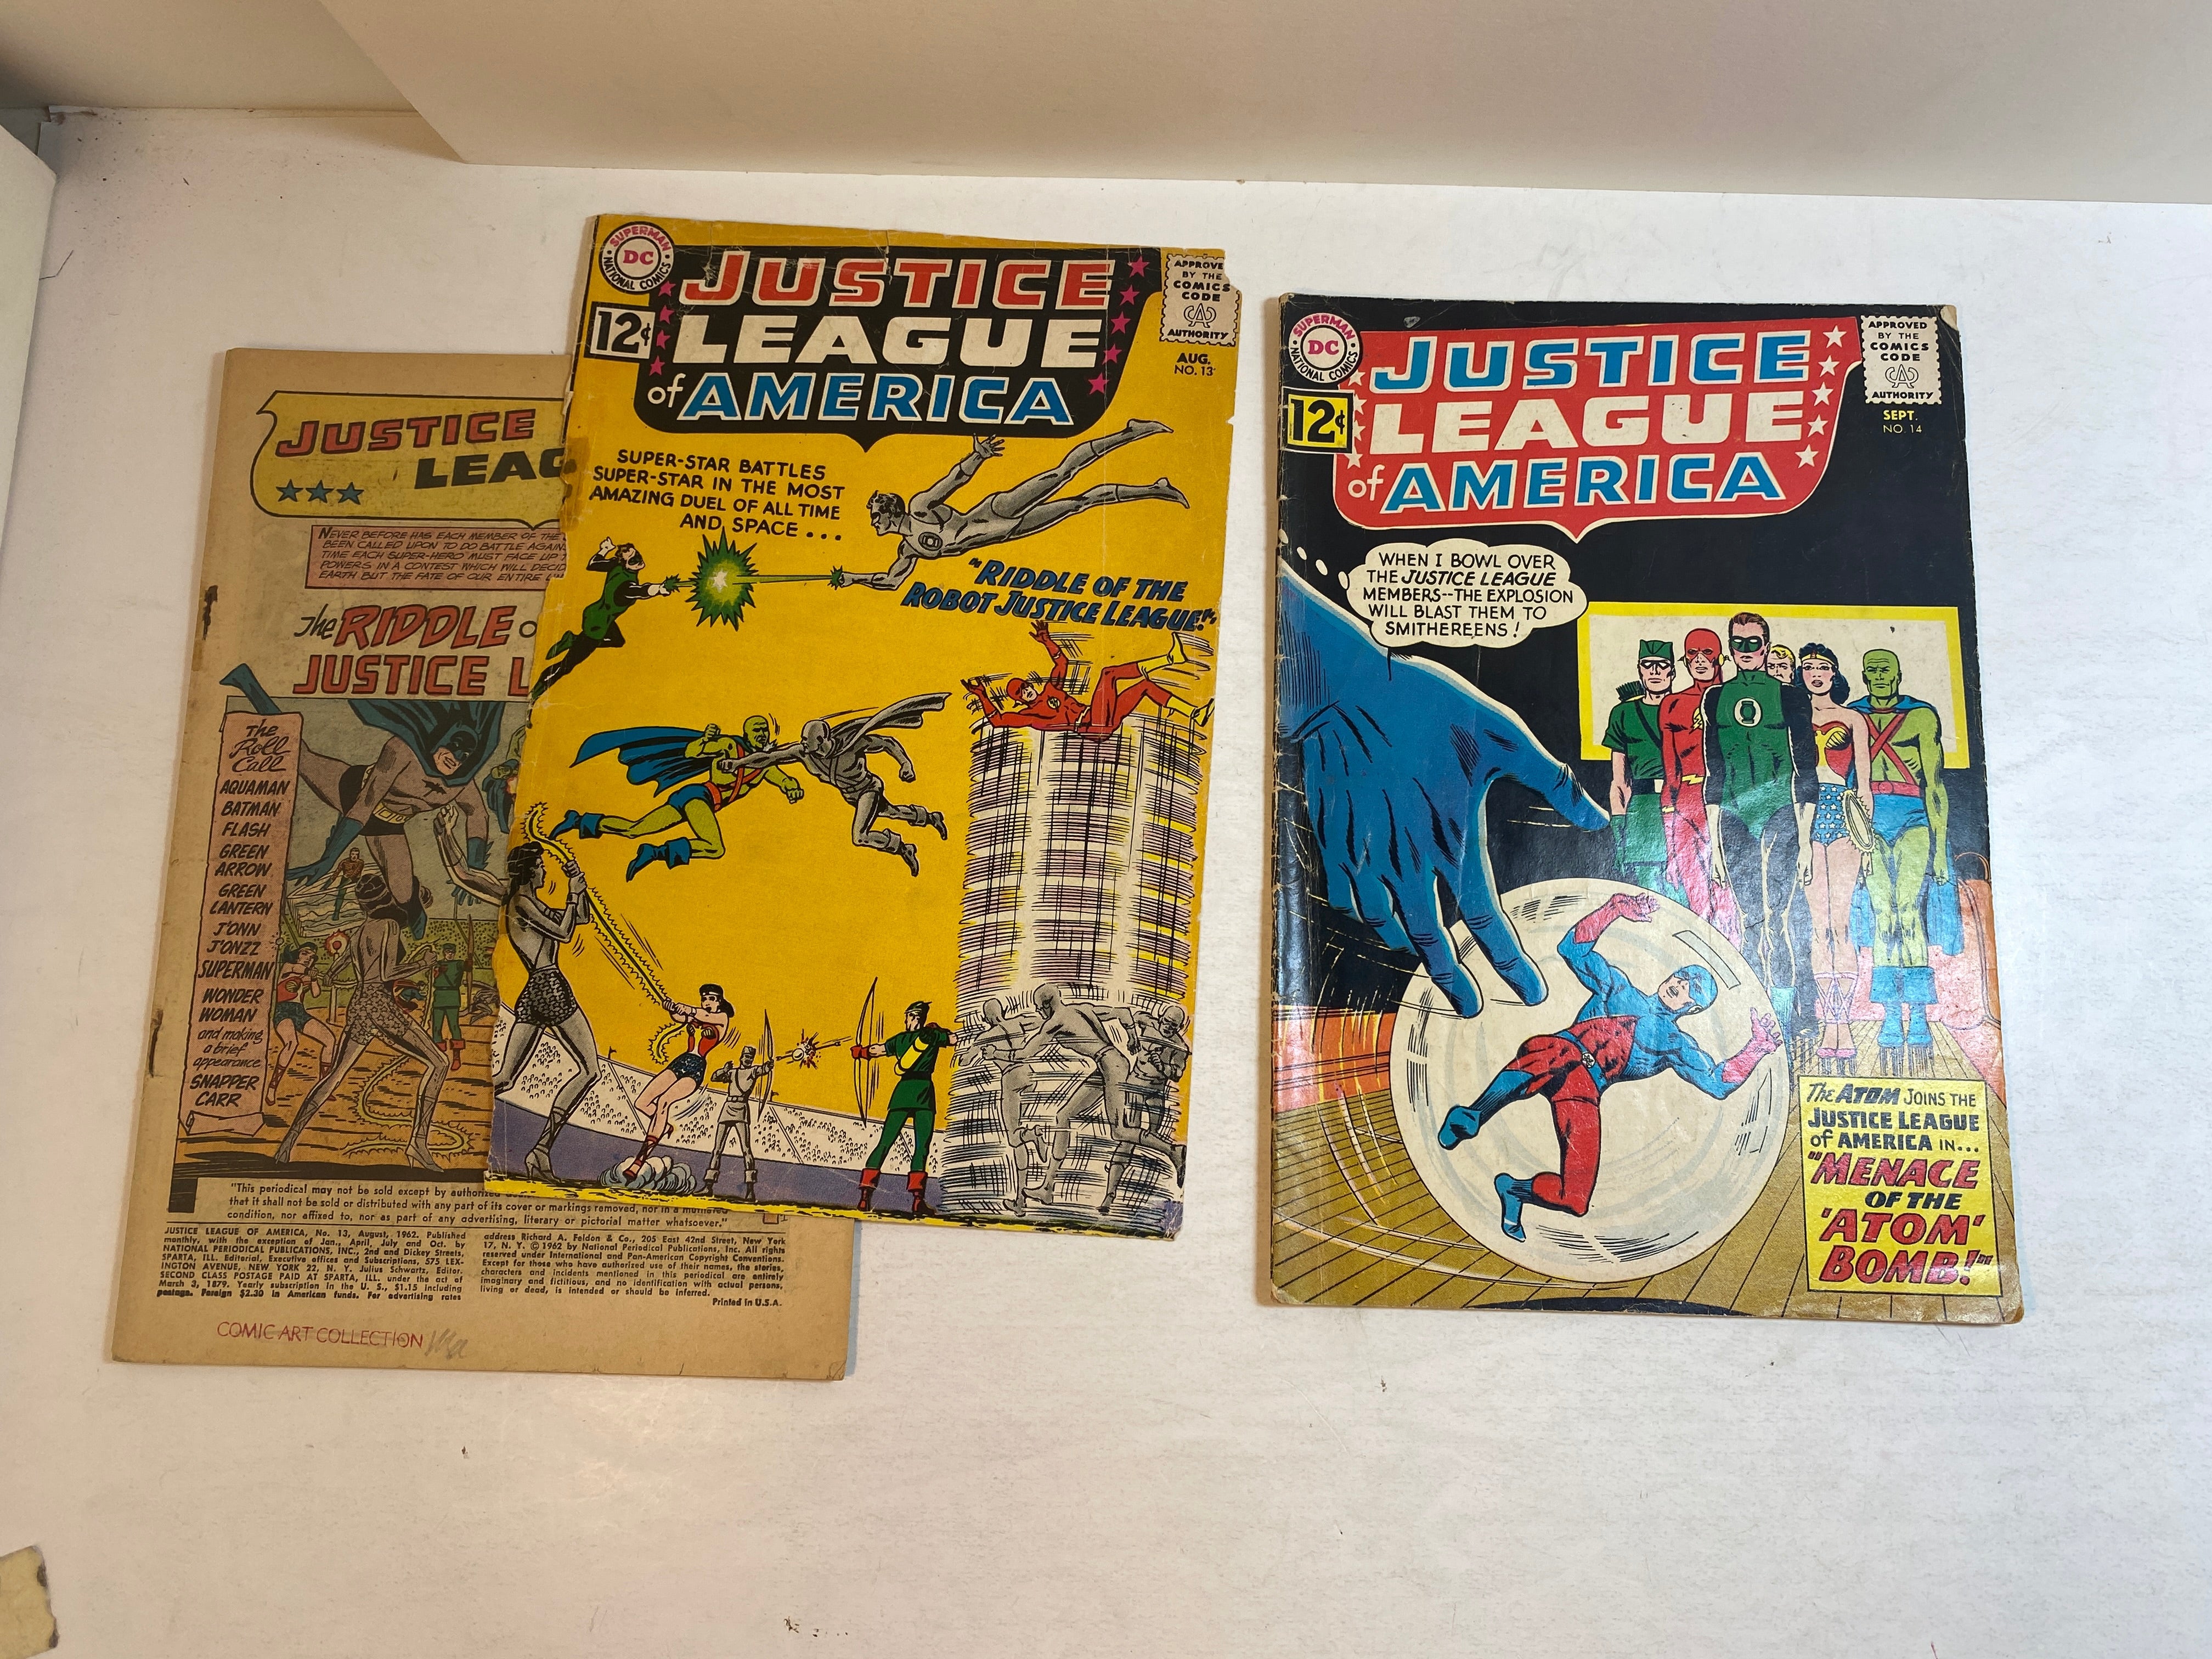 JUSTICE
LEAG
NEVER BEFORE HAS EACH MEMBER OF THE
BEEN CALLED UPON TO DO BATTLE AGAIN
TIME EACH SUPER-HERO MUST FACE UP
POWERS IN A CONTEST WHICH WILL DECID
EARTH BUT THE FATE OF OUR ENTIRE
The RIDDLE
JUSTICE L
The
Roll
Call
AQUAMAN
BATMAN
FLASH
GREEN
ARROW
GREEN
LANTERN
J'ONN
J'ONZZ
SUPERMAN
WONDER
WOMAN
and making
a brief
appearance
SNAPPER
CARR
"This periodical may not be sold except by authorized
that it shall not be sold or distributed with any part of its cover or markings removed, nor in a mutilated
condition, nor affixed to, nor as part of any advertising, literary or pictorial matter whatsoever."
JUSTICE LEAGUE OF AMERICA, No. 13, August, 1962. Published
monthly, with the exception of Jan., April, July and Oct. by
NATIONAL PERIODICAL PUBLICATIONS, INC., 2nd and Dickey Streets,
SPARTA, ILL. Editorial, Executive offices and Subscriptions, 575 LEX-
INGTON AVENUE, NEW YORK 22, N. Y. Julius Schwartz, Editor.
SECOND CLASS POSTAGE PAID AT SPARTA, ILL. under the act of
March 3, 1879. Yearly subscription in the U. S., $1.15 including
postage. Foreign $2.30 in American funds. For advertising rates
address Richard A. Feldon & Co., 205 East 42nd Street, New York
17, N. Y. © 1962 by National Periodical Publications, Inc. All rights
reserved under International and Pan-American Copyright Conventions.
Except for those who have authorized use of their names, the stories,
characters and incidents mentioned in this periodical are entirely
imaginary and fictitious, and no identification with actual persons,
living or dead, is intended or should be inferred.
Printed in U.S.A.
COMIC ART COLLECTION
SUPERMAN
DC
NATIONAL COMICS
12¢
JUSTICE
LEAGUE
of AMERICA
APPROVE
BY THE
COMICS
CODE
CA
AUTHORITY
AUG.
NO. 13
SUPER-STAR BATTLES
SUPER-STAR IN THE MOST
AMAZING DUEL OF ALL TIME
AND SPACE...
"RIDDLE OF THE
ROBOT JUSTICE LEAGUE!"
SUPERMAN
DC
NATIONAL COMICS
12¢
JUSTICE
LEAGUE
of AMERICA
APPROVED
BY THE
COMICS
CODE
CA
AUTHORITY
SEPT.
NO. 14
WHEN I BOWL OVER
THE JUSTICE LEAGUE
MEMBERS--THE EXPLOSION
WILL BLAST THEM TO
SMITHEREENS!
The ATOM JOINS THE
JUSTICE LEAGUE
of AMERICA IN...
"MENACE
OF THE
'ATOM'
BOMB!"